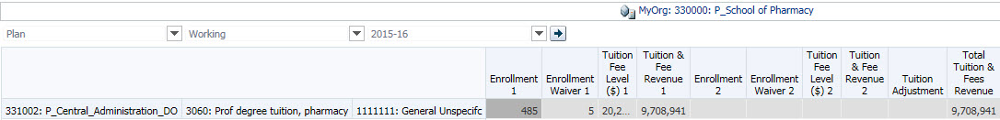 MyOrg: 330000: P_School of Pharmacy
Plan Working 2015-16
Enrollment 1 Enrollment Waiver 1 Tuition Fee Level ($) 1 Tuition & Fee Revenue 1 Enrollment 2 Enrollment Waiver 2 Tuition Fee Level ($) 2 Tuition & Fee Revenue 2 Tuition Adjustment Total Tuition & Fees Revenue
331002: P_Central_Administration_DO 3060: Prof degree tuition, pharmacy 1111111: General Unspecifc 485 5 20,2... 9,708,941 9,708,941